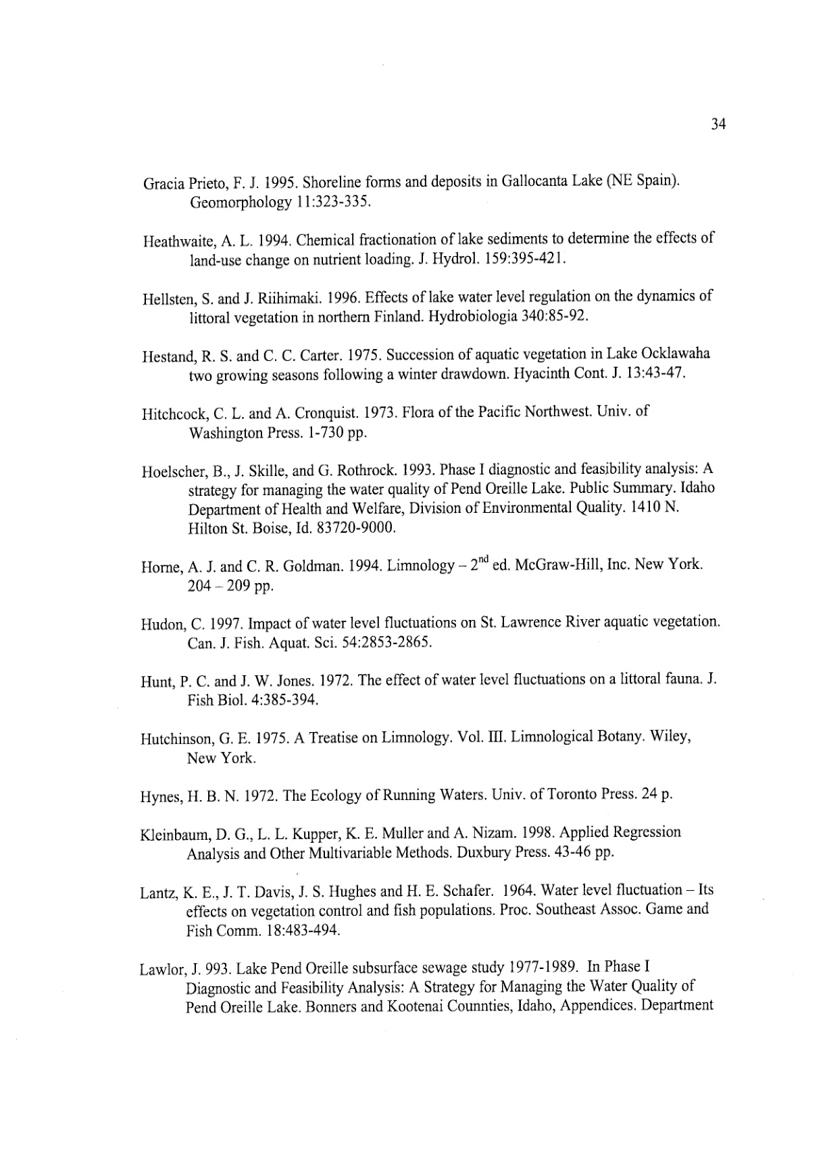 34
Gracia Prieto, F. J. 1995. Shoreline forms and deposits in Gallocanta Lake (NE Spain).
Geomorphology 11:323-335.
Heathwaite, A. L. 1994. Chemical fractionation of lake sediments to determine the effects of
land-use change on nutrient loading. J. Hydrol. 159:395-421.
Hellsten, S. and J. Riihimaki. 1996. Effects of lake water level regulation on the dynamics of
littoral vegetation in northern Finland. Hydrobiologia 340:85-92.
Hestand, R. S. and C. C. Carter. 1975. Succession of aquatic vegetation in Lake Ocklawaha
two growing seasons following a winter drawdown. Hyacinth Cont. J. 13:43-47.
Hitchcock, C. L. and A. Cronquist. 1973. Flora of the Pacific Northwest. Univ. of
Washington Press. 1-730 pp.
Hoelscher, B., J. Skille, and G. Rothrock. 1993. Phase I diagnostic and feasibility analysis: A
strategy for managing the water quality of Pend Oreille Lake. Public Summary. Idaho
Department of Health and Welfare, Division of Environmental Quality. 1410 N.
Hilton St. Boise, Id. 83720-9000.
Horne, A. J. and C. R. Goldman. 1994. Limnology – 2nd ed. McGraw-Hill, Inc. New York.
204 – 209 pp.
Hudon, C. 1997. Impact of water level fluctuations on St. Lawrence River aquatic vegetation.
Can. J. Fish. Aquat. Sci. 54:2853-2865.
Hunt, P. C. and J. W. Jones. 1972. The effect of water level fluctuations on a littoral fauna. J.
Fish Biol. 4:385-394.
Hutchinson, G. E. 1975. A Treatise on Limnology. Vol. III. Limnological Botany. Wiley,
New York.
Hynes, H. B. N. 1972. The Ecology of Running Waters. Univ. of Toronto Press. 24 p.
Kleinbaum, D. G., L. L. Kupper, K. E. Muller and A. Nizam. 1998. Applied Regression
Analysis and Other Multivariable Methods. Duxbury Press. 43-46 pp.
Lantz, K. E., J. T. Davis, J. S. Hughes and H. E. Schafer. 1964. Water level fluctuation – Its
effects on vegetation control and fish populations. Proc. Southeast Assoc. Game and
Fish Comm. 18:483-494.
Lawlor, J. 993. Lake Pend Oreille subsurface sewage study 1977-1989. In Phase I
Diagnostic and Feasibility Analysis: A Strategy for Managing the Water Quality of
Pend Oreille Lake. Bonners and Kootenai Counnties, Idaho, Appendices. Department